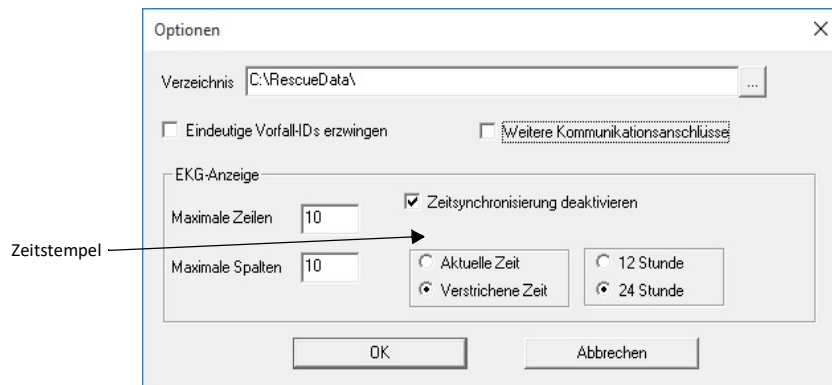 Optionen
Verzeichnis C:\RescueData\ ...
Eindeutige Vorfall-IDs erzwingen Weitere Kommunikationsanschlüsse
EKG-Anzeige
Maximale Zeilen 10 Zeitsynchronisierung deaktivieren
Zeitstempel
Maximale Spalten 10 Aktuelle Zeit 12 Stunde
Verstrichene Zeit 24 Stunde
OK Abbrechen